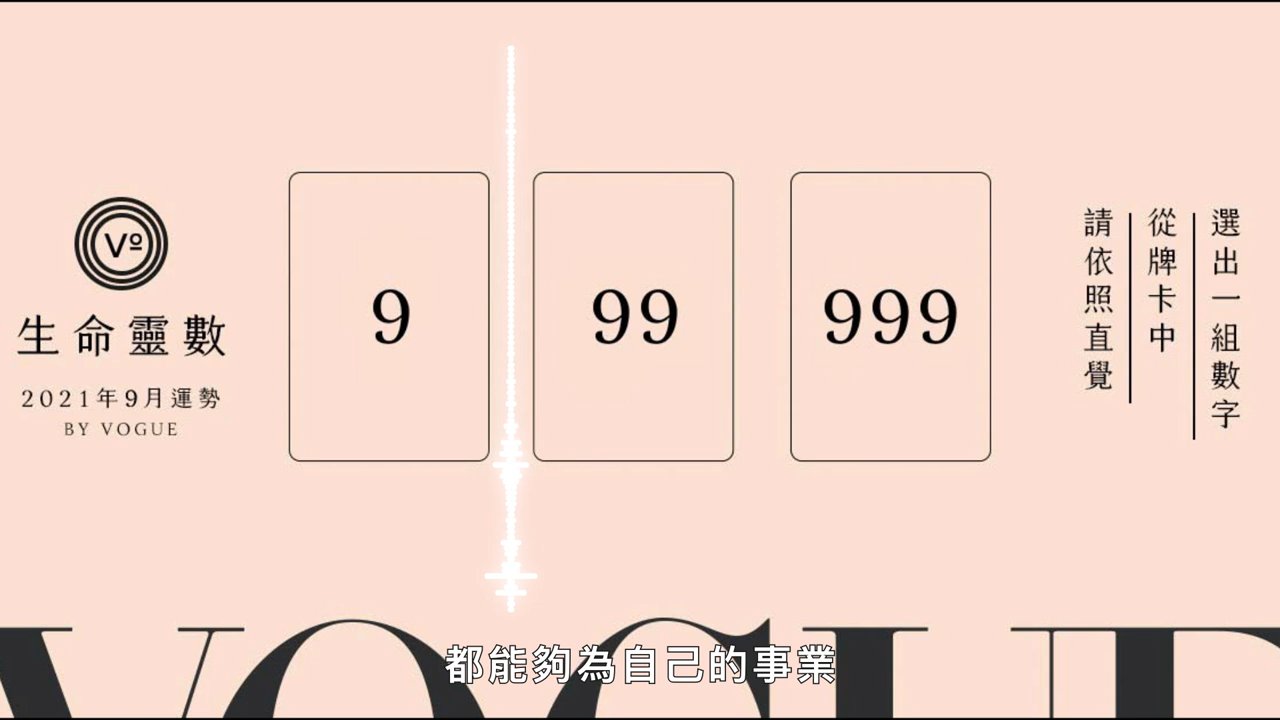 Vº
生命靈數
2021年9月運勢
BY VOGUE
9
99
999
選出一組數字
從牌卡中
請依照直覺
VOGUE
都能夠為自己的事業